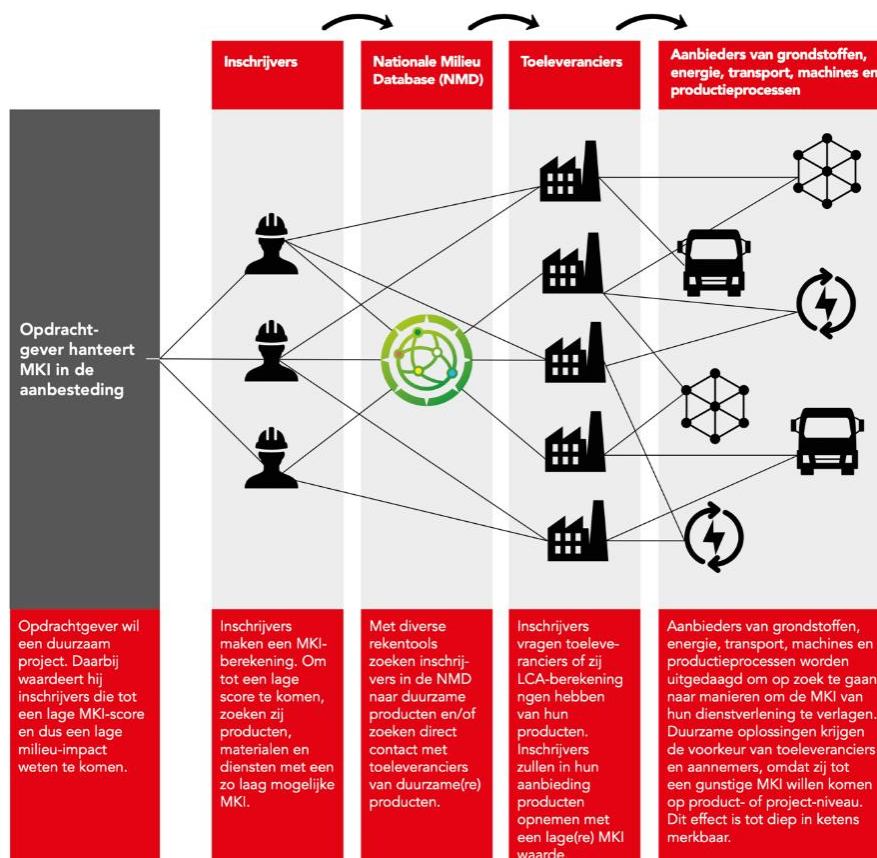 Inschrijvers
Nationale Milieu
Database (NMD)
Toeleveranciers
Aanbieders van grondstoffen,
energie, transport, machines en
productieprocessen
Opdracht-
gever hanteert
MKI in de
aanbesteding
Opdrachtgever wil
een duurzaam
project. Daarbij
waardeert hij
inschrijvers die tot
een lage MKI-score
en dus een lage
milieu-impact
weten te komen.
Inschrijvers
maken een MKI-
berekening. Om
tot een lage
score te komen,
zoeken zij
producten,
materialen en
diensten met een
zo laag mogelijke
MKI.
Met diverse
rekentools
zoeken inschrij-
vers in de NMD
naar duurzame
producten en/of
zoeken direct
contact met
toeleveranciers
van duurzame(re)
producten.
Inschrijvers
vragen toeleve-
ranciers of zij
LCA-berekening
ngen hebben
van hun
producten.
Inschrijvers
zullen in hun
aanbieding
producten
opnemen met
een lage(re) MKI
waarde
Aanbieders van grondstoffen,
energie, transport, machines en
productieprocessen worden
uitgedaagd om op zoek te gaan
naar manieren om de MKI van
hun dienstverlening te verlagen.
Duurzame oplossingen krijgen
de voorkeur van toeleveranciers
en aannemers, omdat zij tot
een gunstige MKI willen komen
op product- of project-niveau.
Dit effect is tot diep in ketens
merkbaar.